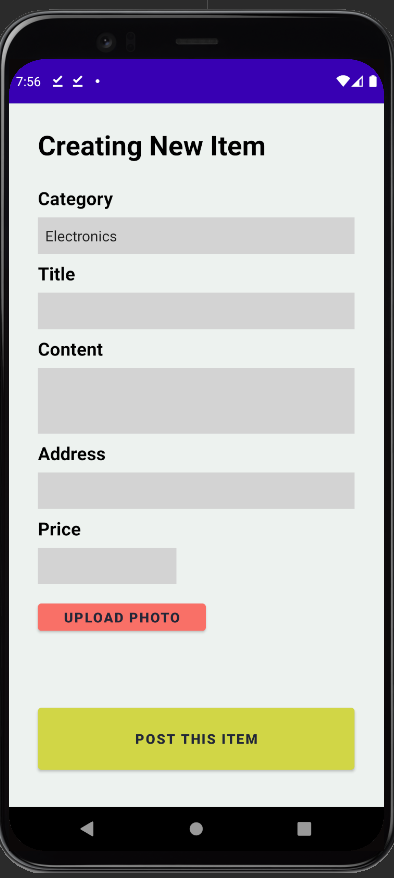 7:56
Creating New Item
Category
Electronics
Title
Content
Address
Price
UPLOAD PHOTO
POST THIS ITEM